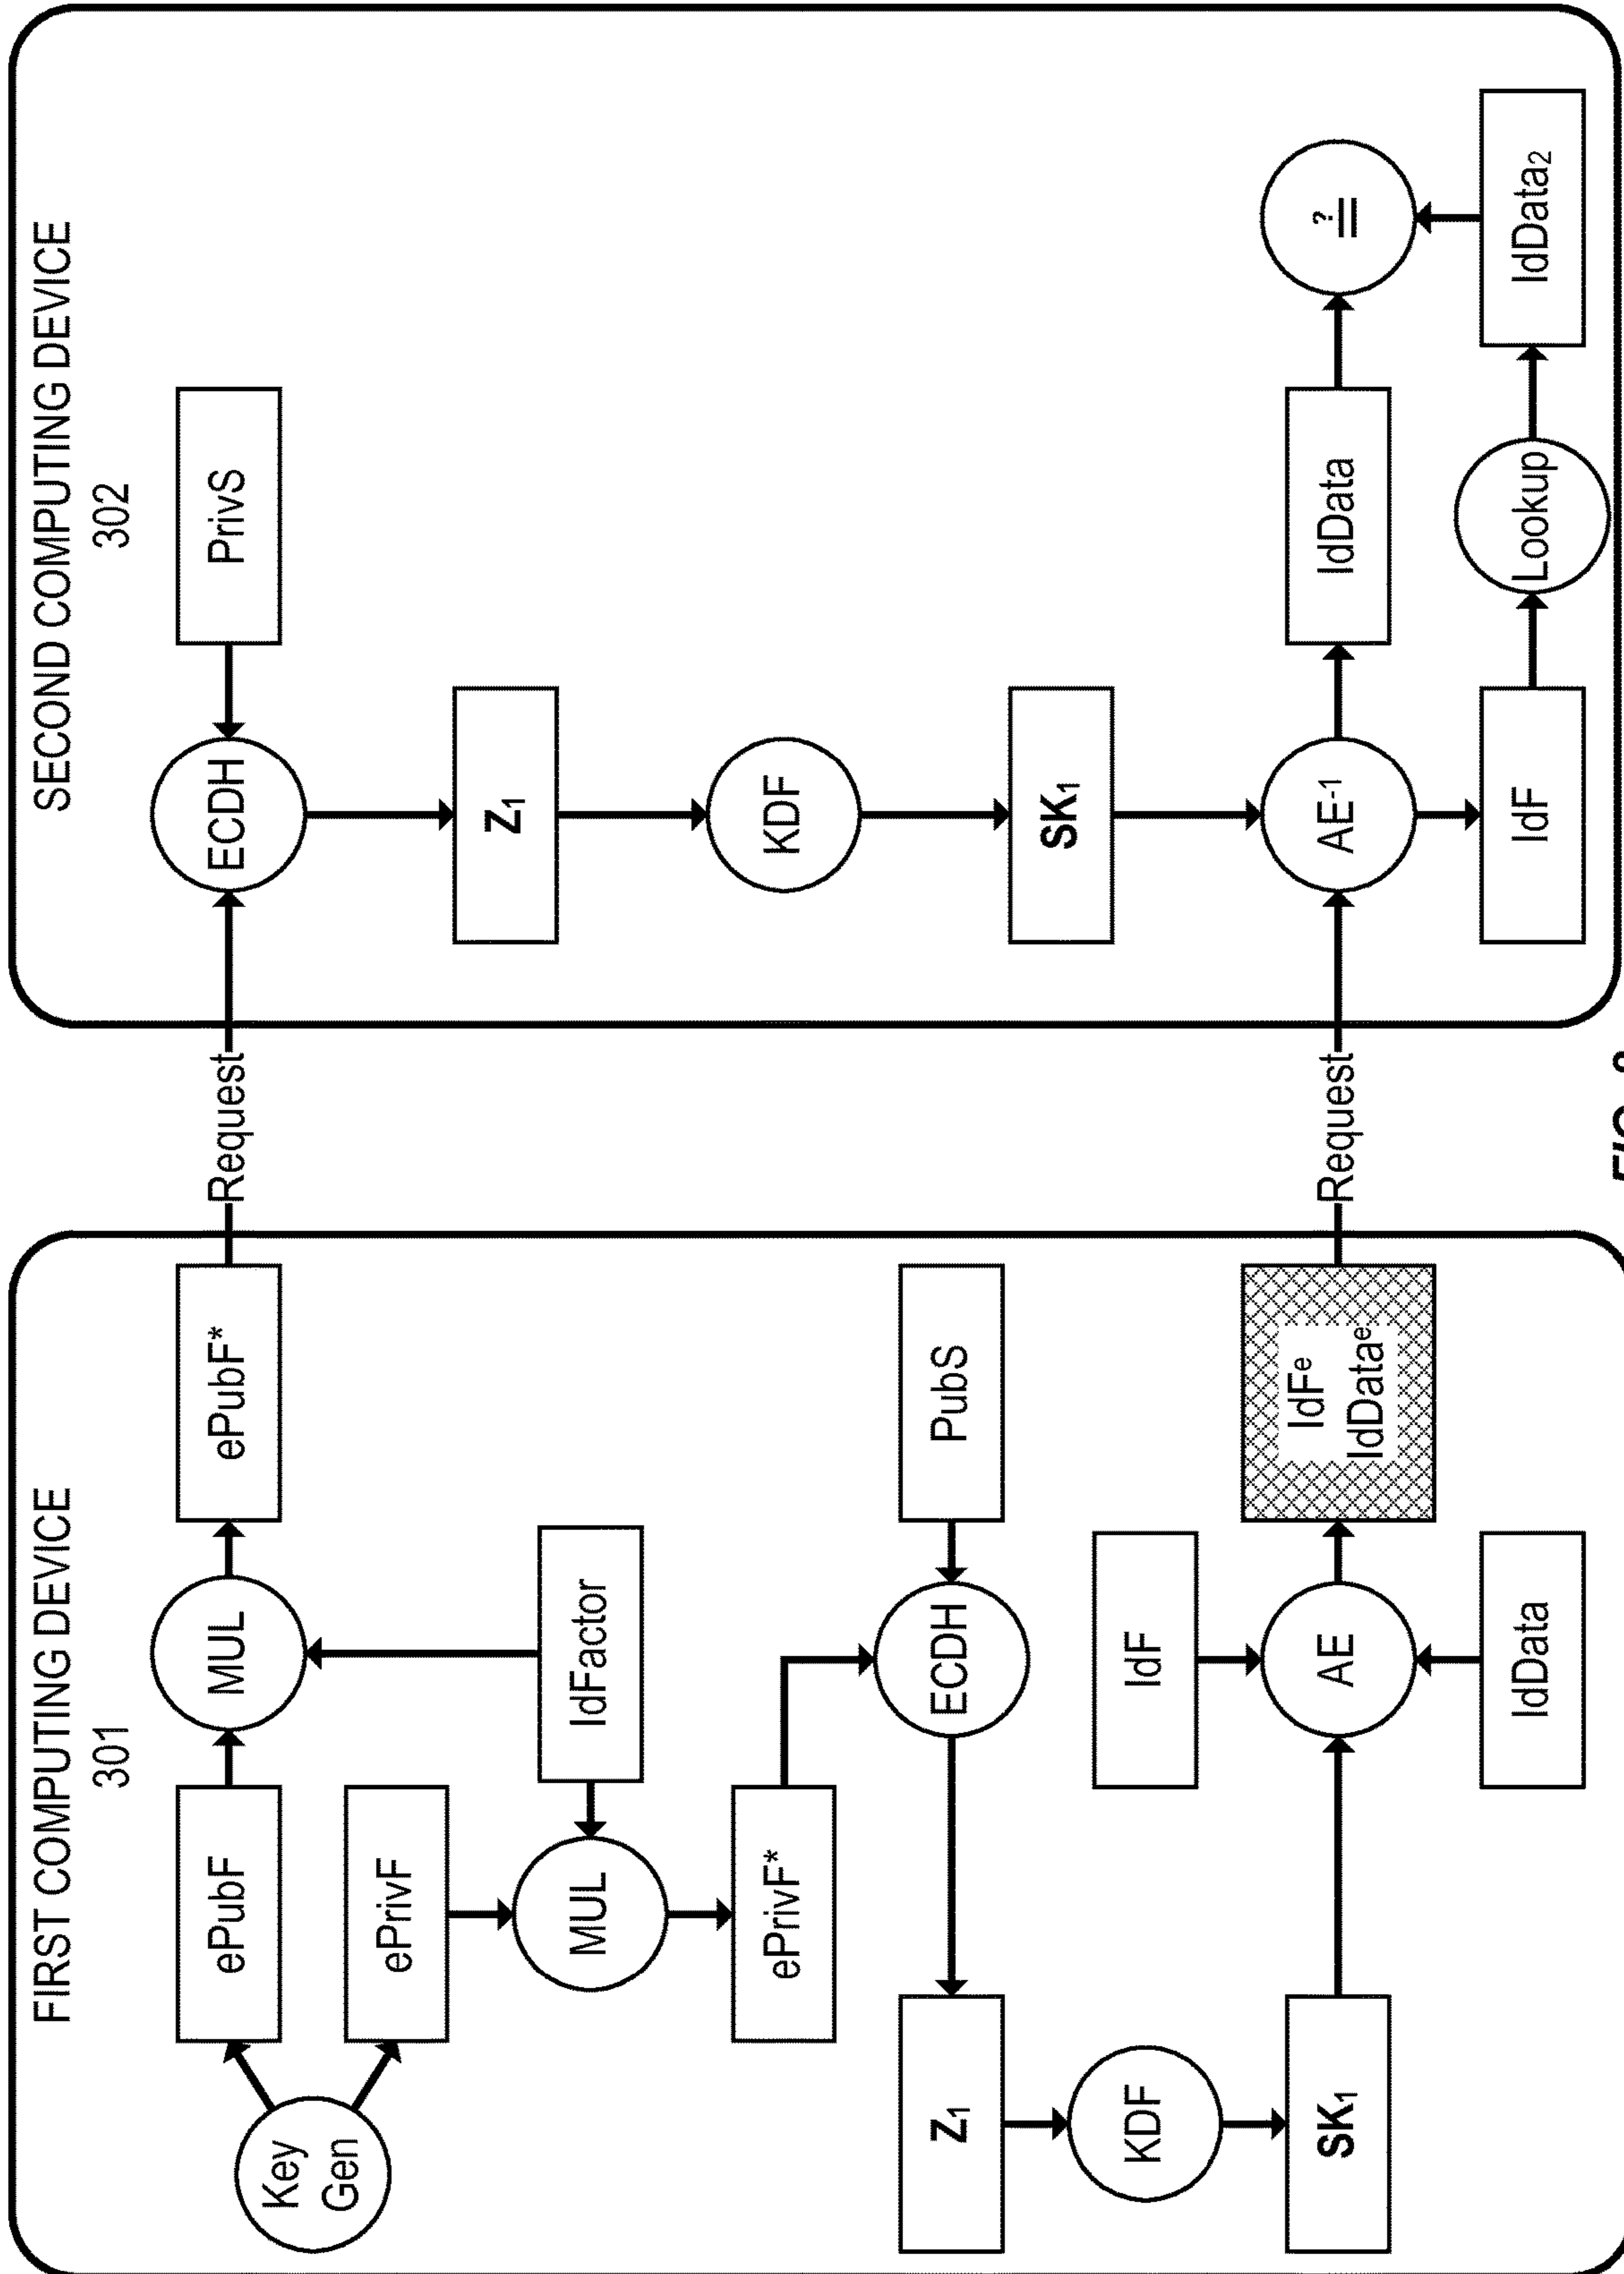 FIRST COMPUTING DEVICE
301
Key
Gen
ePubF
MUL
ePubF*
ePrivF
MUL
IdFactor
ePrivF*
Z1
ECDH
PubS
KDF
SK1
IdF
AE
IdData
IdFe
IdDatae
Request
Request
SECOND COMPUTING DEVICE
302
ECDH
PrivS
Z1
KDF
SK1
AE-1
IdData
?
=
IdF
Lookup
IdData2